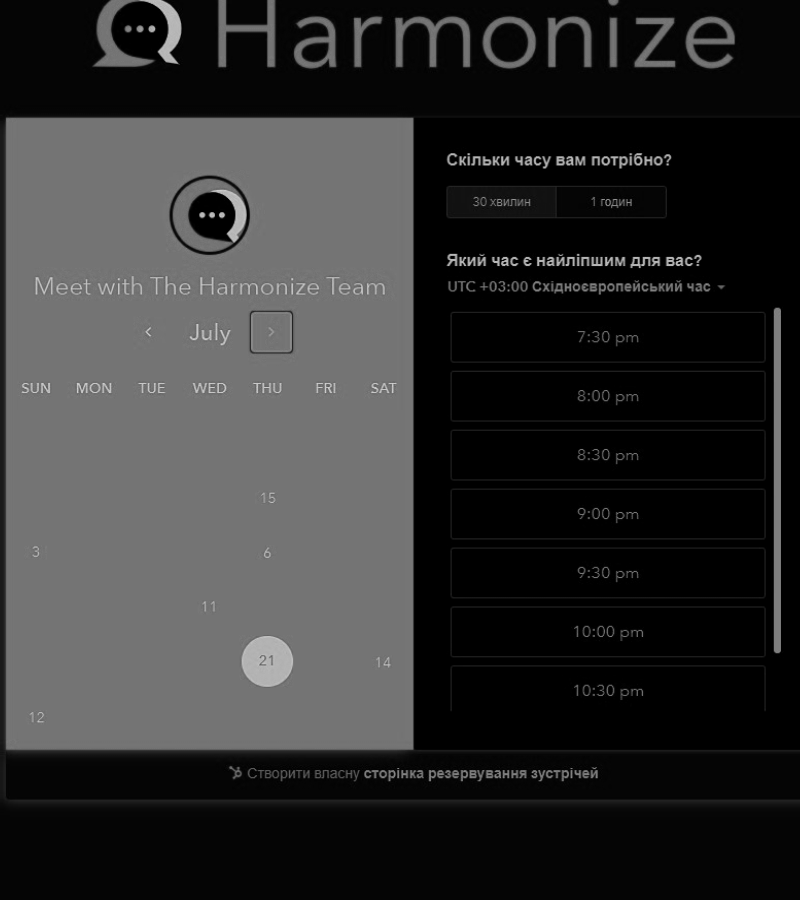 Harmonize
Meet with The Harmonize Team
July
SUN MON TUE WED THU FRI SAT
15
3 6
11
21 14
12
Скільки часу вам потрібно?
30 хвилин 1 годин
Який час є найліпшим для вас?
UTC +03:00 Східноєвропейський час
7:30 pm
8:00 pm
8:30 pm
9:00 pm
9:30 pm
10:00 pm
10:30 pm
Створити власну сторінка резервування зустрічей